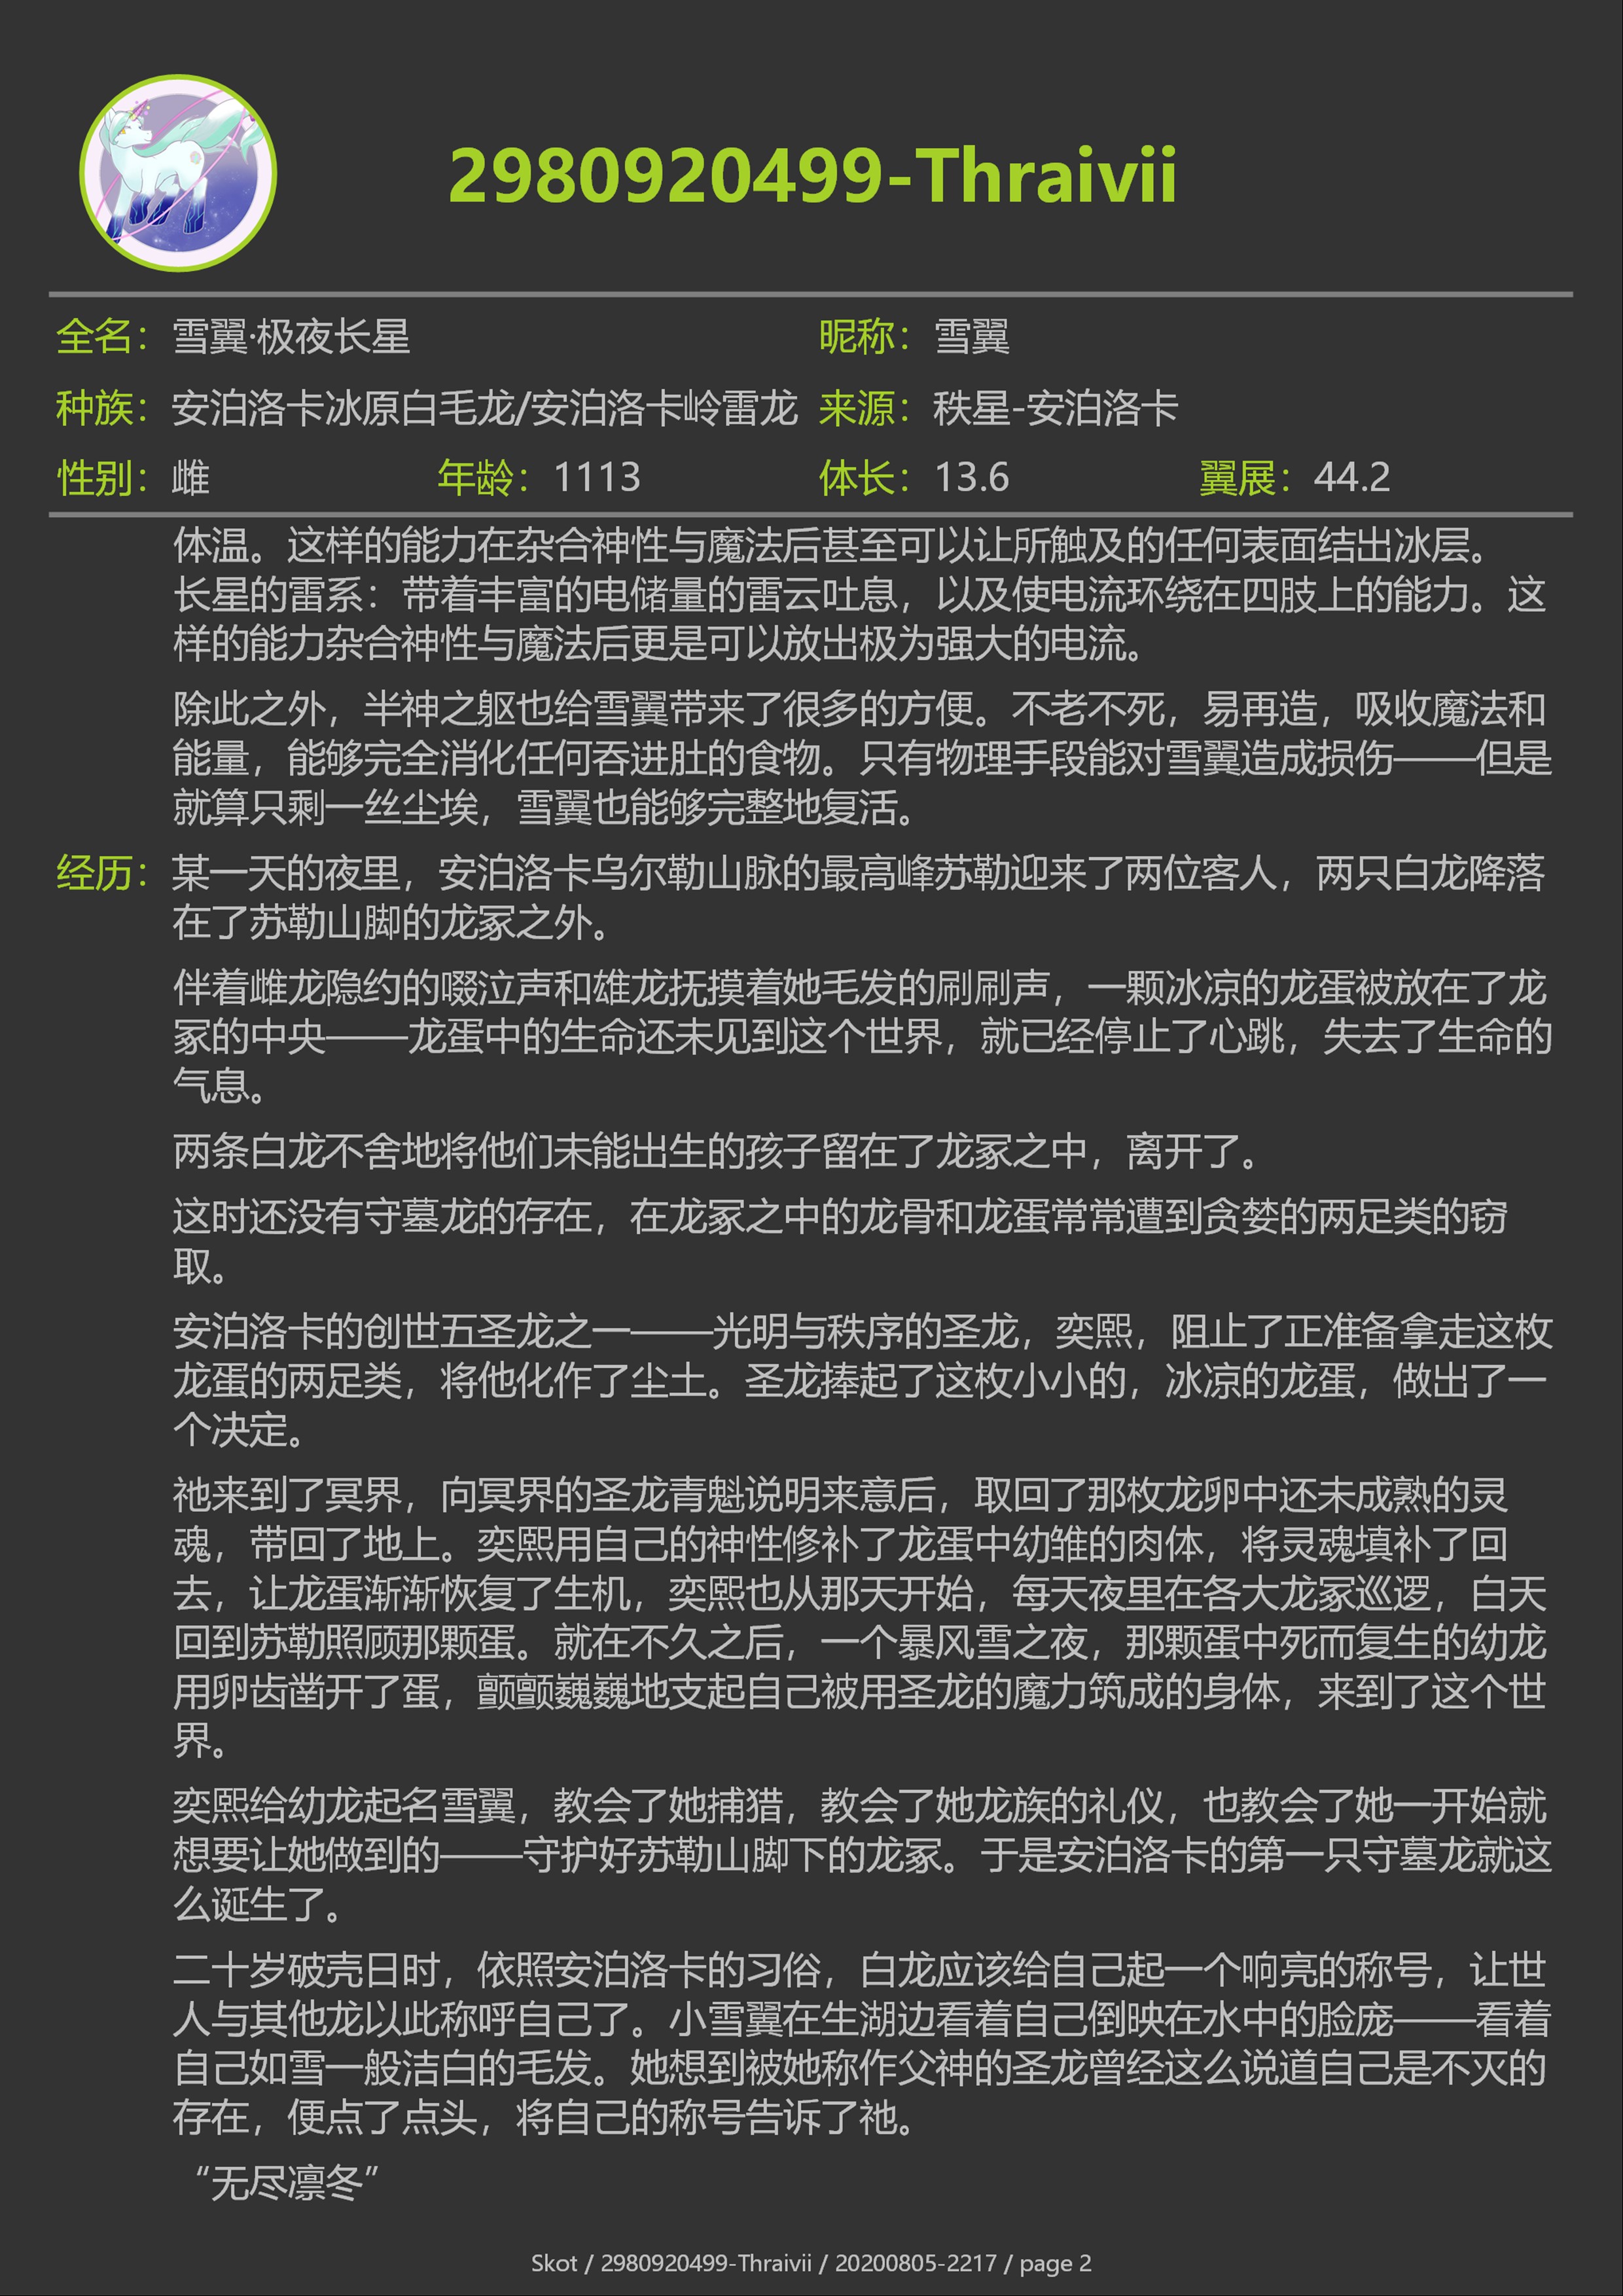 2980920499-Thraivii
全名：雪翼·极夜长星 昵称：雪翼
种族：安泊洛卡冰原白毛龙/安泊洛卡岭雷龙 来源：秩星-安泊洛卡
性别：雌 年龄：1113 体长：13.6 翼展：44.2
体温。这样的能力在杂合神性与魔法后甚至可以让所触及的任何表面结出冰层。
长星的雷系：带着丰富的电储量的雷云吐息，以及使电流环绕在四肢上的能力。这
样的能力杂合神性与魔法后更是可以放出极为强大的电流。
除此之外，半神之躯也给雪翼带来了很多的方便。不老不死，易再造，吸收魔法和
能量，能够完全消化任何吞进肚的食物。只有物理手段能对雪翼造成损伤——但是
就算只剩一丝尘埃，雪翼也能够完整地复活。
经历：某一天的夜里，安泊洛卡乌尔勒山脉的最高峰苏勒迎来了两位客人，两只白龙降落
在了苏勒山脚的龙冢之外。
伴着雌龙隐约的啜泣声和雄龙抚摸着她毛发的刷刷声，一颗冰凉的龙蛋被放在了龙
冢的中央——龙蛋中的生命还未见到这个世界，就已经停止了心跳，失去了生命的
气息。
两条白龙不舍地将他们未能出生的孩子留在了龙冢之中，离开了。
这时还没有守墓龙的存在，在龙冢之中的龙骨和龙蛋常常遭到贪婪的两足类的窃
取。
安泊洛卡的创世五圣龙之一——光明与秩序的圣龙，奕熙，阻止了正准备拿走这枚
龙蛋的两足类，将他化作了尘土。圣龙捧起了这枚小小的，冰凉的龙蛋，做出了一
个决定。
祂来到了冥界，向冥界的圣龙青魁说明来意后，取回了那枚龙卵中还未成熟的灵
魂，带回了地上。奕熙用自己的神性修补了龙蛋中幼雏的肉体，将灵魂填补了回
去，让龙蛋渐渐恢复了生机，奕熙也从那天开始，每天夜里在各大龙冢巡逻，白天
回到苏勒照顾那颗蛋。就在不久之后，一个暴风雪之夜，那颗蛋中死而复生的幼龙
用卵齿凿开了蛋，颤颤巍巍地支起自己被用圣龙的魔力筑成的身体，来到了这个世
界。
奕熙给幼龙起名雪翼，教会了她捕猎，教会了她龙族的礼仪，也教会了她一开始就
想要让她做到的——守护好苏勒山脚下的龙冢。于是安泊洛卡的第一只守墓龙就这
么诞生了。
二十岁破壳日时，依照安泊洛卡的习俗，白龙应该给自己起一个响亮的称号，让世
人与其他龙以此称呼自己了。小雪翼在生湖边看着自己倒映在水中的脸庞——看着
自己如雪一般洁白的毛发。她想到被她称作父神的圣龙曾经这么说道自己是不灭的
存在，便点了点头，将自己的称号告诉了祂。
“无尽凛冬”
Skot / 2980920499-Thraivii / 20200805-2217 / page 2